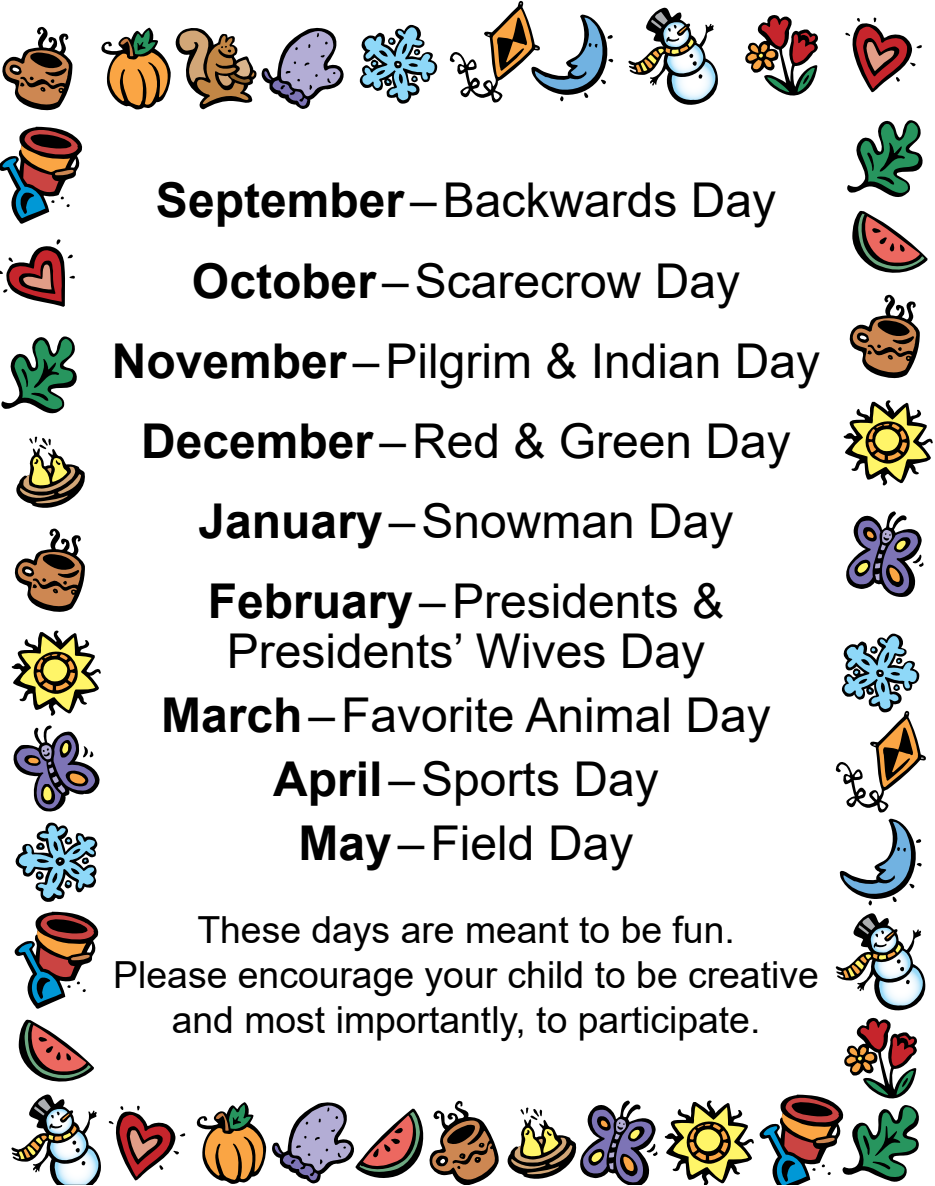 September – Backwards Day
October – Scarecrow Day
November – Pilgrim & Indian Day
December – Red & Green Day
January – Snowman Day
February – Presidents &
Presidents’ Wives Day
March – Favorite Animal Day
April – Sports Day
May – Field Day
These days are meant to be fun.
Please encourage your child to be creative
and most importantly, to participate.